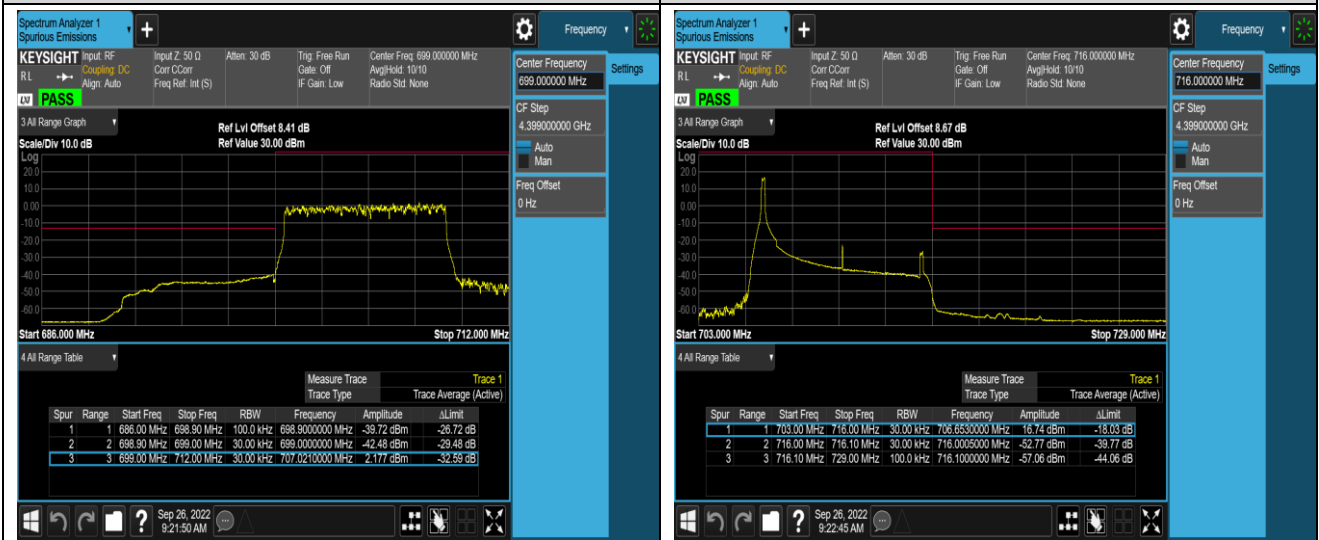 Spectrum Analyzer 1
Spurious Emissions
+
Frequency
KEYSIGHT Input: RF Input Z: 50 Ω Atten: 30 dB Trig: Free Run Center Freq: 699.000000 MHz
RL Coupling: DC Corr CCorr Gate: Off Avg|Hold: 10/10
Align: Auto Freq Ref: Int (S) IF Gain: Low Radio Std: None
LXI PASS
3 All Range Graph
Ref Lvl Offset 8.41 dB
Scale/Div 10.0 dB Ref Value 30.00 dBm
Log
20.0
10.0
0.00
-10.0
-20.0
-30.0
-40.0
-50.0
-60.0
Start 686.000 MHz Stop 712.000 MHz
4 All Range Table
Measure Trace Trace 1
Trace Type Trace Average (Active)
Spur Range Start Freq Stop Freq RBW Frequency Amplitude ΔLimit
1 1 686.00 MHz 698.90 MHz 100.0 kHz 698.9000000 MHz -39.72 dBm -26.72 dB
2 2 698.90 MHz 699.00 MHz 30.00 kHz 699.0000000 MHz -42.48 dBm -29.48 dB
3 3 699.00 MHz 712.00 MHz 30.00 kHz 707.0210000 MHz 2.177 dBm -32.59 dB
Center Frequency
699.000000 MHz
Settings
CF Step
4.399000000 GHz
Auto
Man
Freq Offset
0 Hz
?
Sep 26, 2022
9:21:50 AM
Spectrum Analyzer 1
Spurious Emissions
+
Frequency
KEYSIGHT Input: RF Input Z: 50 Ω Atten: 30 dB Trig: Free Run Center Freq: 716.000000 MHz
RL Coupling: DC Corr CCorr Gate: Off Avg|Hold: 10/10
Align: Auto Freq Ref: Int (S) IF Gain: Low Radio Std: None
LXI PASS
3 All Range Graph
Ref Lvl Offset 8.67 dB
Scale/Div 10.0 dB Ref Value 30.00 dBm
Log
20.0
10.0
0.00
-10.0
-20.0
-30.0
-40.0
-50.0
-60.0
Start 703.000 MHz Stop 729.000 MHz
4 All Range Table
Measure Trace Trace 1
Trace Type Trace Average (Active)
Spur Range Start Freq Stop Freq RBW Frequency Amplitude ΔLimit
1 1 703.00 MHz 716.00 MHz 30.00 kHz 706.6530000 MHz 16.74 dBm -18.03 dB
2 2 716.00 MHz 716.10 MHz 30.00 kHz 716.0005000 MHz -52.77 dBm -39.77 dB
3 3 716.10 MHz 729.00 MHz 100.0 kHz 716.1000000 MHz -57.06 dBm -44.06 dB
Center Frequency
716.000000 MHz
Settings
CF Step
4.399000000 GHz
Auto
Man
Freq Offset
0 Hz
?
Sep 26, 2022
9:22:45 AM